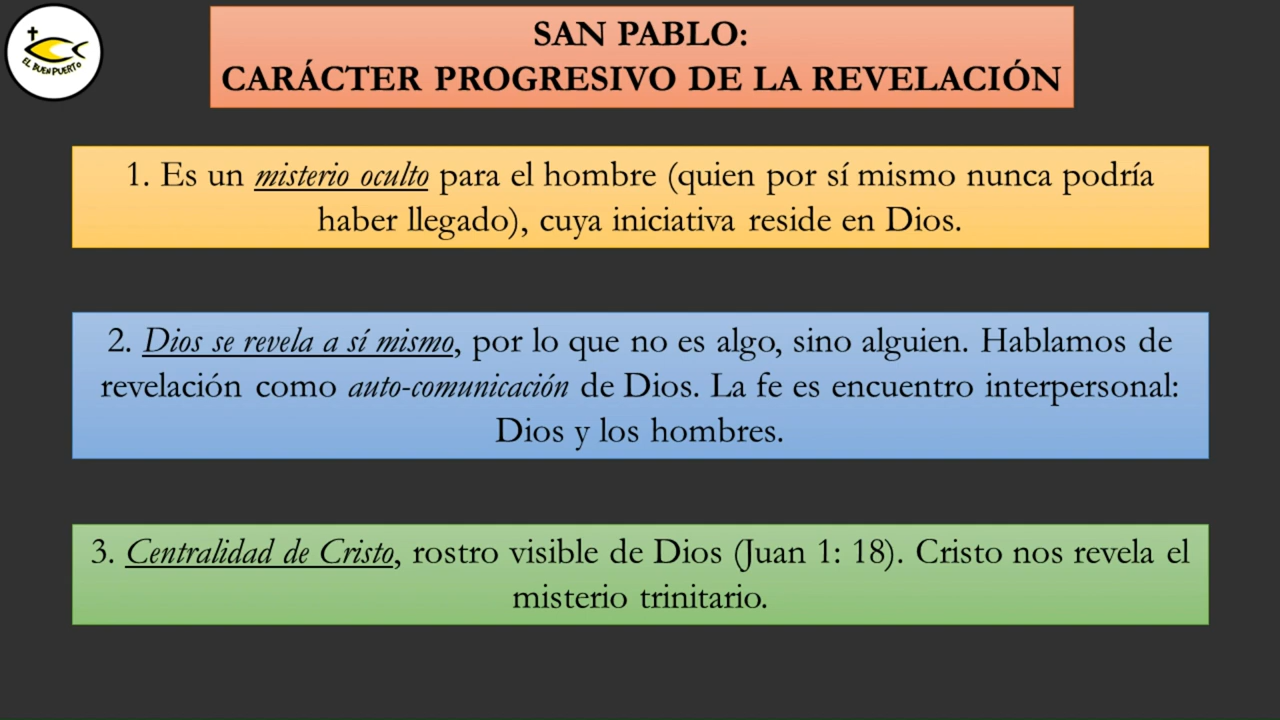 EL BUEN PUERTO
SAN PABLO:
CARÁCTER PROGRESIVO DE LA REVELACIÓN
1. Es un misterio oculto para el hombre (quien por sí mismo nunca podría
haber llegado), cuya iniciativa reside en Dios.
2. Dios se revela a sí mismo, por lo que no es algo, sino alguien. Hablamos de
revelación como auto-comunicación de Dios. La fe es encuentro interpersonal:
Dios y los hombres.
3. Centralidad de Cristo, rostro visible de Dios (Juan 1: 18). Cristo nos revela el
misterio trinitario.